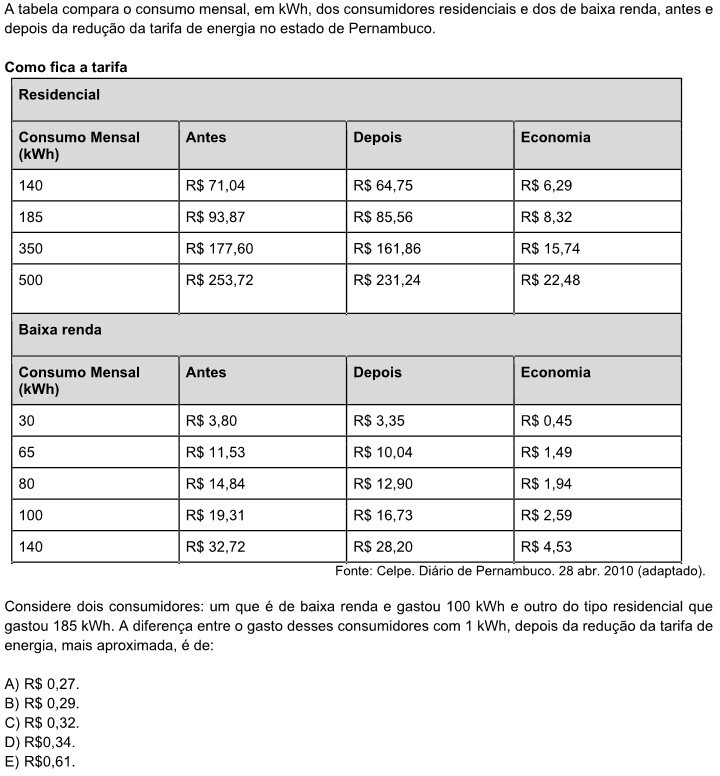 A tabela compara o consumo mensal, em kWh, dos consumidores residenciais e dos de baixa renda, antes e
depois da redução da tarifa de energia no estado de Pernambuco.
Como fica a tarifa
Residencial
Consumo Mensal (kWh) Antes Depois Economia
140 R$ 71,04 R$ 64,75 R$ 6,29
185 R$ 93,87 R$ 85,56 R$ 8,32
350 R$ 177,60 R$ 161,86 R$ 15,74
500 R$ 253,72 R$ 231,24 R$ 22,48
Baixa renda
Consumo Mensal (kWh) Antes Depois Economia
30 R$ 3,80 R$ 3,35 R$ 0,45
65 R$ 11,53 R$ 10,04 R$ 1,49
80 R$ 14,84 R$ 12,90 R$ 1,94
100 R$ 19,31 R$ 16,73 R$ 2,59
140 R$ 32,72 R$ 28,20 R$ 4,53
Fonte: Celpe. Diário de Pernambuco. 28 abr. 2010 (adaptado).
Considere dois consumidores: um que é de baixa renda e gastou 100 kWh e outro do tipo residencial que
gastou 185 kWh. A diferença entre o gasto desses consumidores com 1 kWh, depois da redução da tarifa de
energia, mais aproximada, é de:
A) R$ 0,27.
B) R$ 0,29.
C) R$ 0,32.
D) R$0,34.
E) R$0,61.